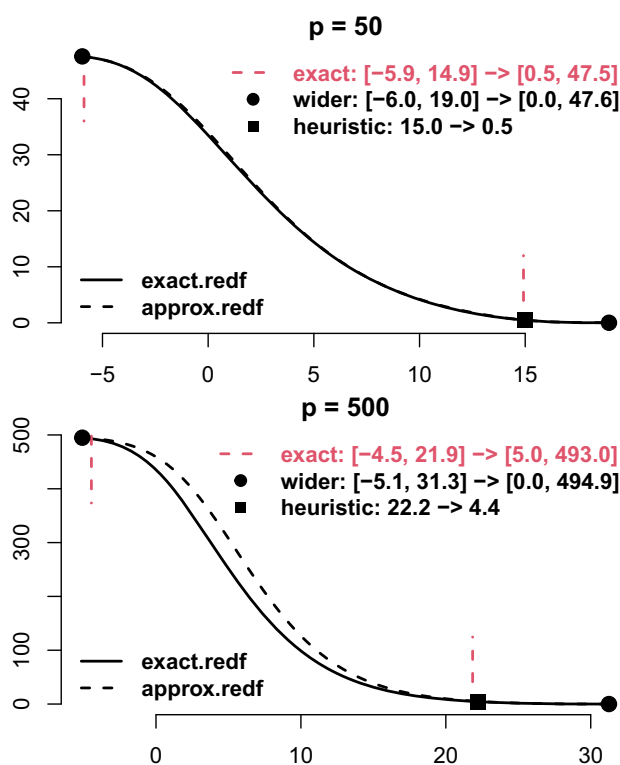 p = 50
exact: [−5.9, 14.9] −> [0.5, 47.5]
wider: [−6.0, 19.0] −> [0.0, 47.6]
heuristic: 15.0 −> 0.5
40
30
20
10
0
exact.redf
approx.redf
−5 0 5 10 15
p = 500
exact: [−4.5, 21.9] −> [5.0, 493.0]
wider: [−5.1, 31.3] −> [0.0, 494.9]
heuristic: 22.2 −> 4.4
500
300
100
0
exact.redf
approx.redf
0 10 20 30